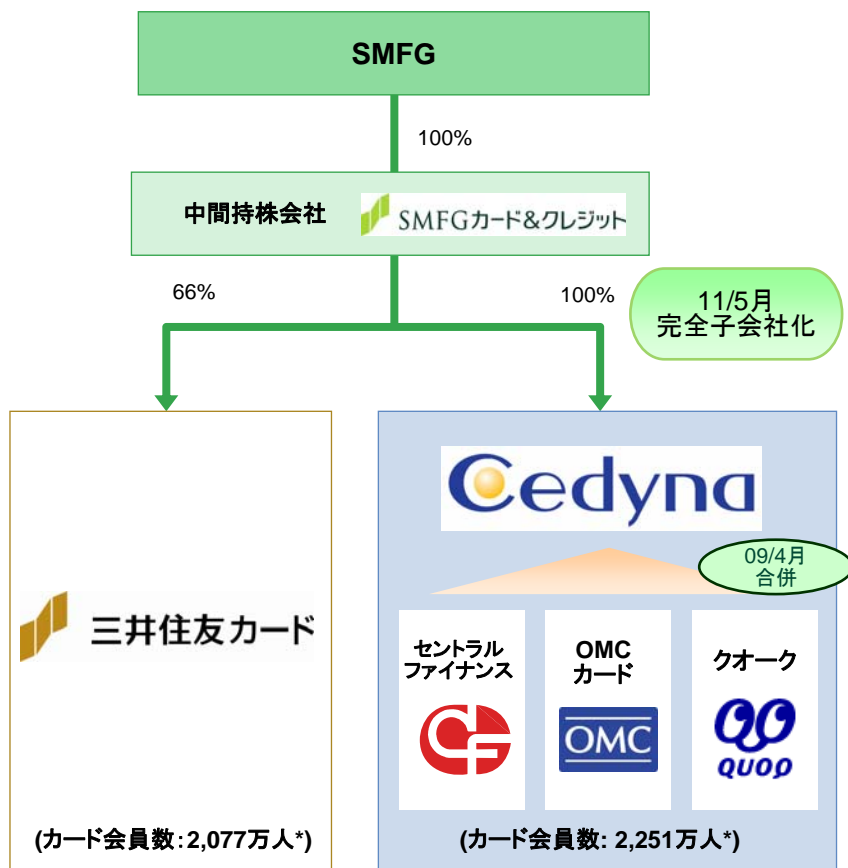 SMFG
100%
中間持株会社 SMFGカード&クレジット
66%
100%
11/5月
完全子会社化
三井住友カード
(カード会員数:2,077万人*)
Cedyna
09/4月
合併
セントラル
ファイナンス
CF
OMC
カード
OMC
クオーク
QUOQ
(カード会員数: 2,251万人*)